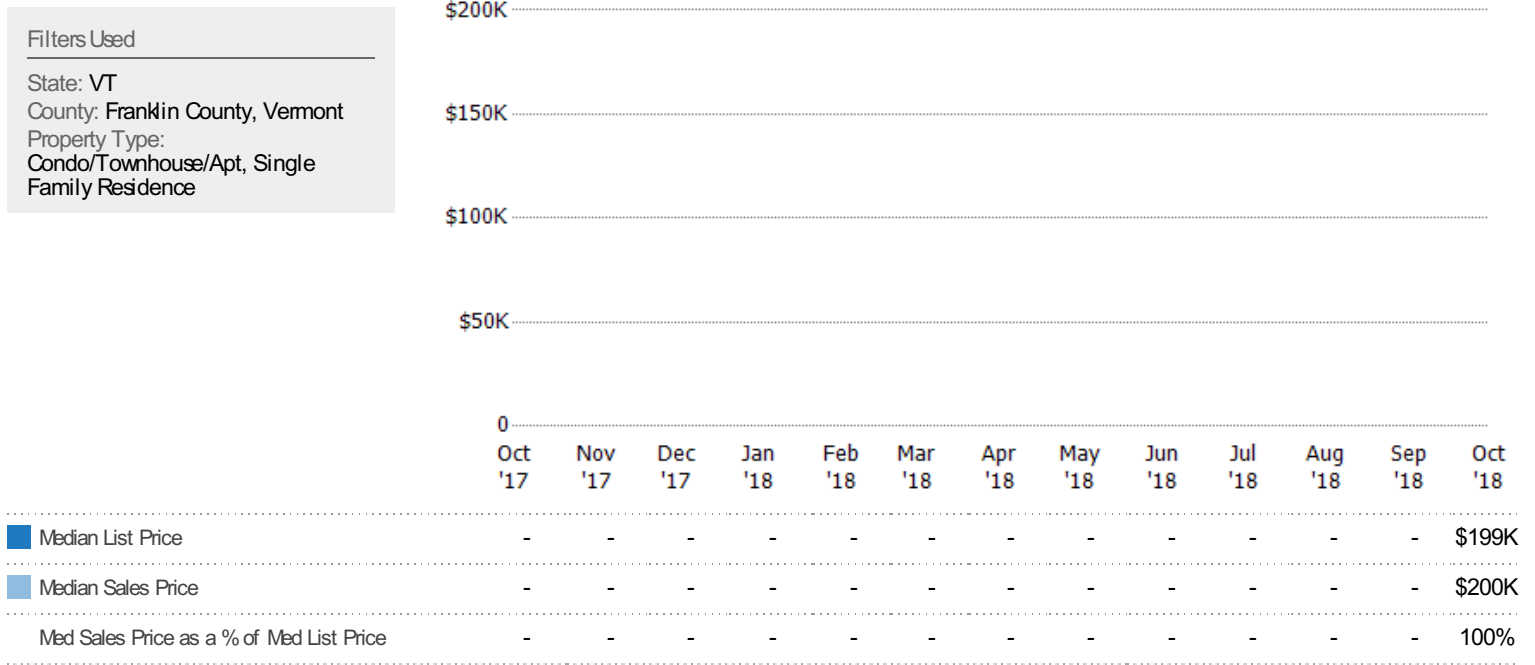 Filters Used
State: VT
County: Franklin County, Vermont
Property Type:
Condo/Townhouse/Apt, Single
Family Residence
$200K
$150K
$100K
$50K
0
Oct Nov Dec Jan Feb Mar Apr May Jun Jul Aug Sep Oct
'17 '17 '17 '18 '18 '18 '18 '18 '18 '18 '18 '18 '18
Median List Price - - - - - - - - - - - - $199K
Median Sales Price - - - - - - - - - - - - $200K
Med Sales Price as a % of Med List Price - - - - - - - - - - - - 100%